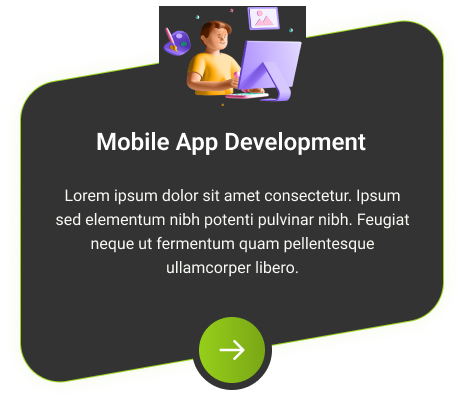 Mobile App Development
Lorem ipsum dolor sit amet consectetur. Ipsum
sed elementum nibh potenti pulvinar nibh. Feugiat
neque ut fermentum quam pellentesque
ullamcorper libero.